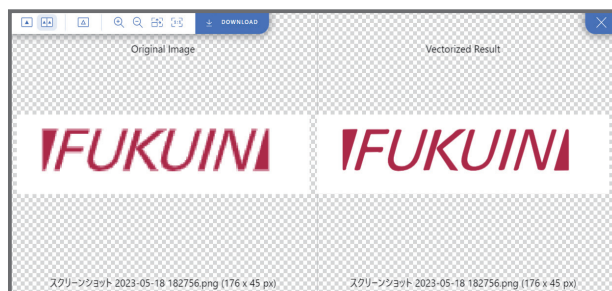 DOWNLOAD
Original Image
Vectorized Result
FUKUIN
FUKUIN
スクリーンショット 2023-05-18 182756.png (176 x 45 px)
スクリーンショット 2023-05-18 182756.png (176 x 45 px)